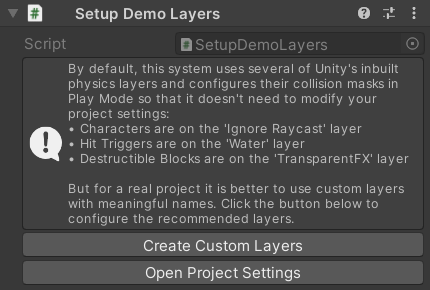 Setup Demo Layers
Script
SetupDemoLayers
By default, this system uses several of Unity's inbuilt
physics layers and configures their collision masks in
Play Mode so that it doesn't need to modify your
project settings:
• Characters are on the 'Ignore Raycast' layer
• Hit Triggers are on the 'Water' layer
• Destructible Blocks are on the 'TransparentFX' layer
But for a real project it is better to use custom layers
with meaningful names. Click the button below to
configure the recommended layers.
Create Custom Layers
Open Project Settings